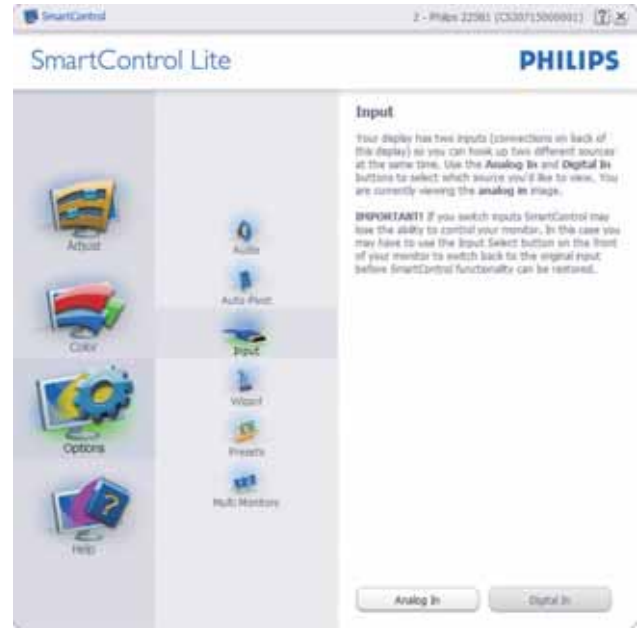 SmartControl
2 - Philips 225B1
SmartControl Lite
PHILIPS
Adjust
Color
Options
Help
Audio
Auto Pivot
Input
Wizard
Presets
Multi Monitors
Input
Your display has two inputs (connections on back of
this display) so you can hook up two different sources
at the same time. Use the Analog In and Digital In
buttons to select which source you'd like to view. You
are currently viewing the analog in image.
IMPORTANT! If you switch inputs SmartControl may
lose the ability to control your monitor. In this case you
may have to use the Input Select button on the front
of your monitor to switch back to the original input
before SmartControl functionality can be restored.
Analog In
Digital In